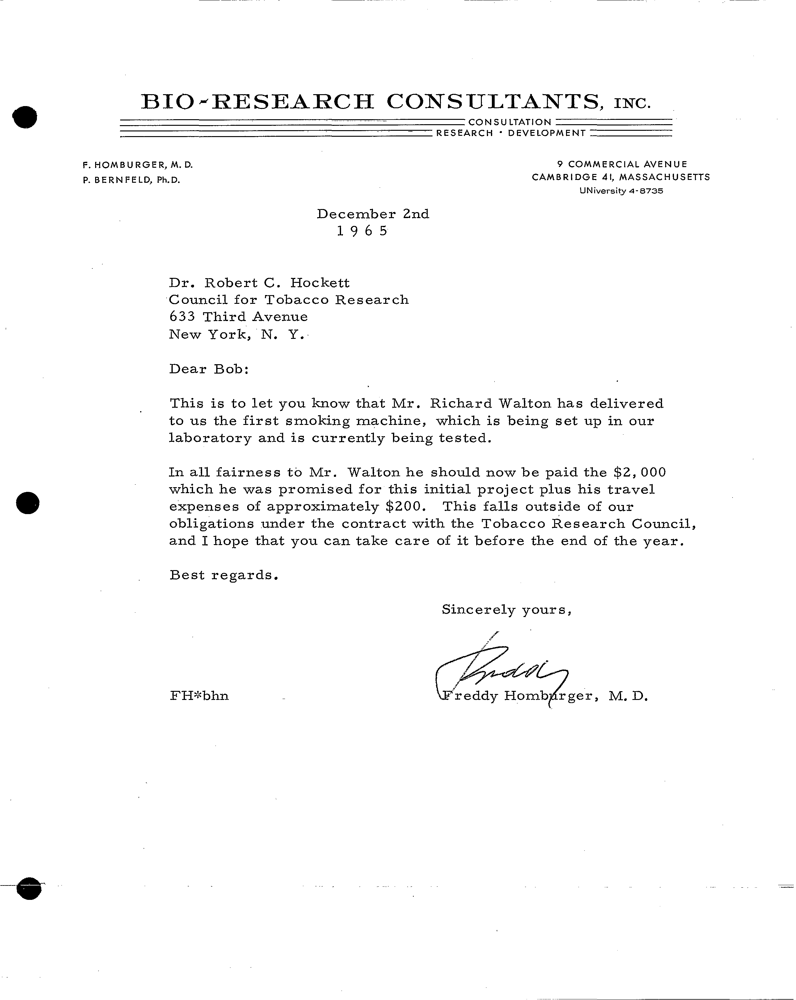 BIO-RESEARCH CONSULTANTS, INC.
CONSULTATION
RESEARCH · DEVELOPMENT
F. HOMBURGER, M. D.
P. BERNFELD, Ph.D.
9 COMMERCIAL AVENUE
CAMBRIDGE 41, MASSACHUSETTS
UNiversity 4-8735
December 2nd
1 9 6 5
Dr. Robert C. Hockett
Council for Tobacco Research
633 Third Avenue
New York, N. Y.
Dear Bob:
This is to let you know that Mr. Richard Walton has delivered
to us the first smoking machine, which is being set up in our
laboratory and is currently being tested.
In all fairness to Mr. Walton he should now be paid the $2,000
which he was promised for this initial project plus his travel
expenses of approximately $200. This falls outside of our
obligations under the contract with the Tobacco Research Council,
and I hope that you can take care of it before the end of the year.
Best regards.
Sincerely yours,
Freddy
FH*bhn
Freddy Homburger, M. D.